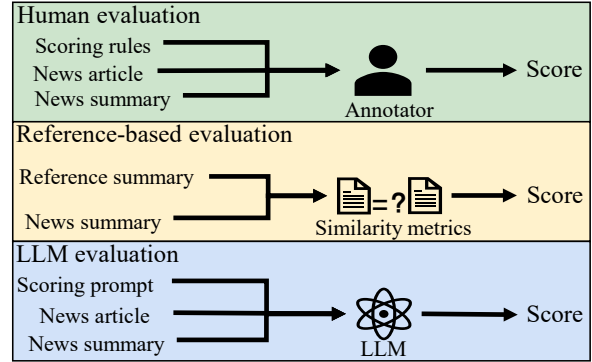 Human evaluation
Scoring rules
News article
News summary
Annotator
Score
Reference-based evaluation
Reference summary
News summary
=?
Similarity metrics
Score
LLM evaluation
Scoring prompt
News article
News summary
LLM
Score